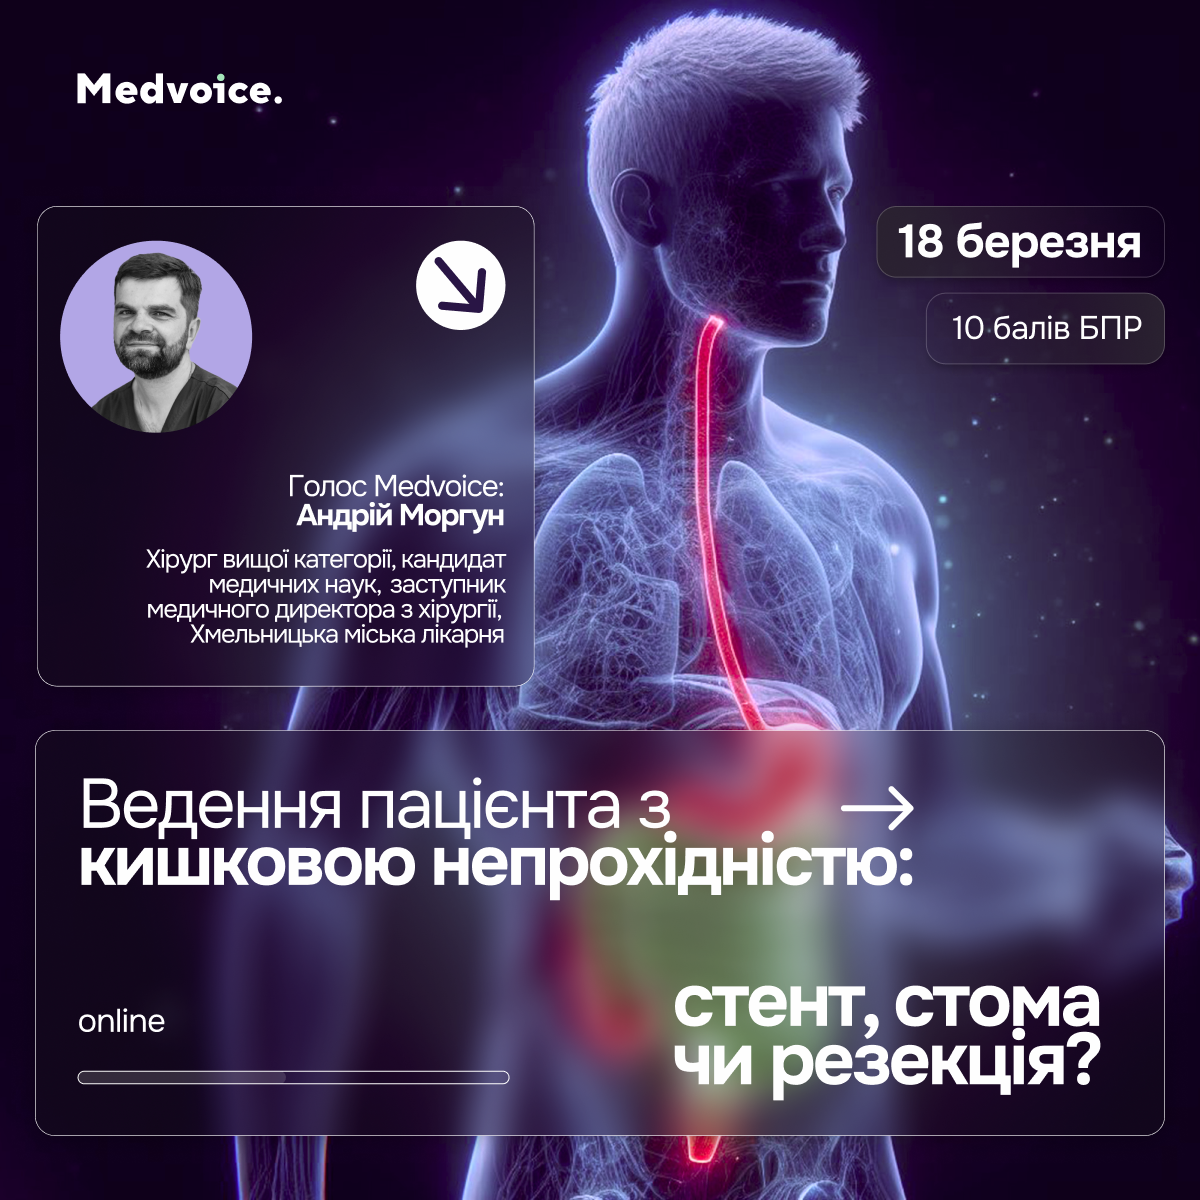 Medvoice.
18 березня
10 балів БПР
Голос Medvoice:
Андрій Моргун
Хірург вищої категорії, кандидат
медичних наук, заступник
медичного директора з хірургії,
Хмельницька міська лікарня
Ведення пацієнта з
кишковою непрохідністю:
стент, стома
чи резекція?
online